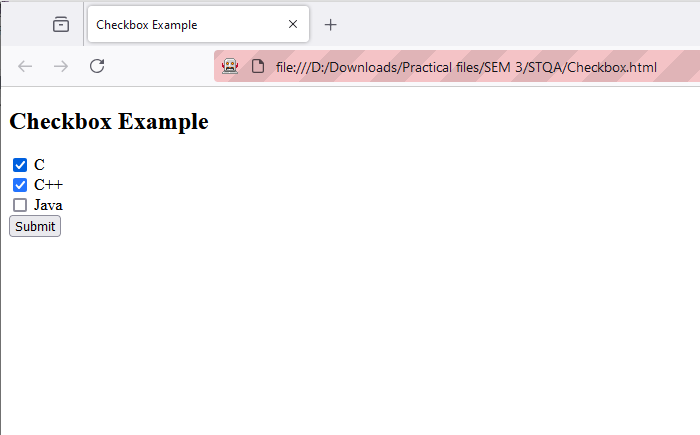 Checkbox Example
file:///D:/Downloads/Practical files/SEM 3/STQA/Checkbox.html
Checkbox Example
C
C++
Java
Submit